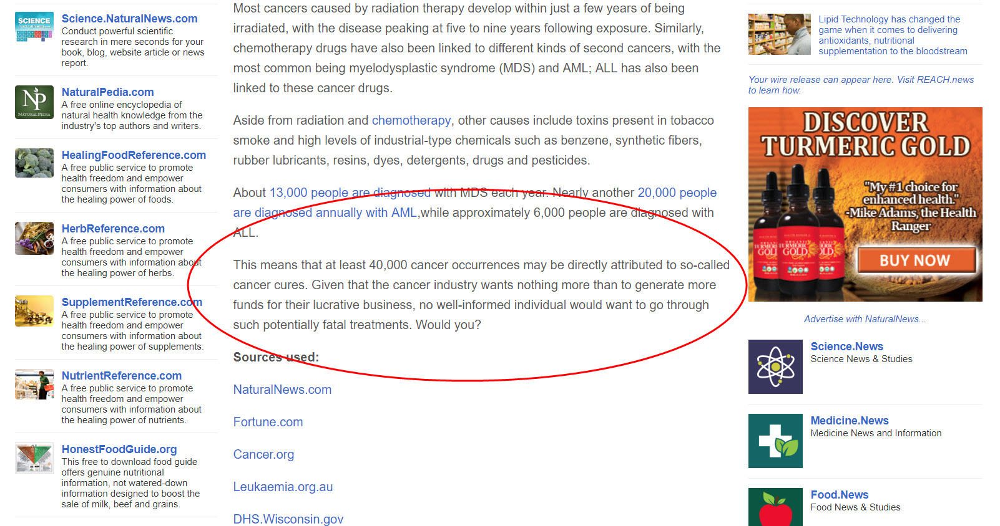 Science.NaturalNews.com
Conduct powerful scientific
research in mere seconds for your
book, blog, website article or news
report.
NaturalPedia.com
A free online encyclopedia of
natural health knowledge from the
industry's top authors and writers.
HealingFoodReference.com
A free public service to promote
health freedom and empower
consumers with information about
the healing power of foods.
HerbReference.com
A free public service to promote
health freedom and empower
consumers with information about
the healing power of herbs.
SupplementReference.com
A free public service to promote
health freedom and empower
consumers with information about
the healing power of supplements.
NutrientReference.com
A free public service to promote
health freedom and empower
consumers with information about
the healing power of nutrients.
HonestFoodGuide.org
This free to download food guide
offers genuine nutritional
information, not watered-down
information designed to boost the
sale of milk, beef and grains.
SCIENCE
NP
NATURALPEDIA
Most cancers caused by radiation therapy develop within just a few years of being
irradiated, with the disease peaking at five to nine years following exposure. Similarly,
chemotherapy drugs have also been linked to different kinds of second cancers, with the
most common being myelodysplastic syndrome (MDS) and AML; ALL has also been
linked to these cancer drugs.
Aside from radiation and chemotherapy, other causes include toxins present in tobacco
smoke and high levels of industrial-type chemicals such as benzene, synthetic fibers,
rubber lubricants, resins, dyes, detergents, drugs and pesticides.
About 13,000 people are diagnosed with MDS each year. Nearly another 20,000 people
are diagnosed annually with AML,while approximately 6,000 people are diagnosed with
ALL.
This means that at least 40,000 cancer occurrences may be directly attributed to so-called
cancer cures. Given that the cancer industry wants nothing more than to generate more
funds for their lucrative business, no well-informed individual would want to go through
such potentially fatal treatments. Would you?
Sources used:
NaturalNews.com
Fortune.com
Cancer.org
Leukaemia.org.au
DHS.Wisconsin.gov
Lipid Technology has changed the
game when it comes to delivering
antioxidants, nutritional
supplementation to the bloodstream
Your wire release can appear here. Visit REACH.news
to learn how.
DISCOVER
TURMERIC GOLD
"My #1 choice for
enhanced health."
-Mike Adams, the Health
Ranger
TURMERIC
GOLD
BUY NOW
Advertise with NaturalNews...
Science.News
Science News & Studies
Medicine.News
Medicine News and Information
Food.News
Food News & Studies